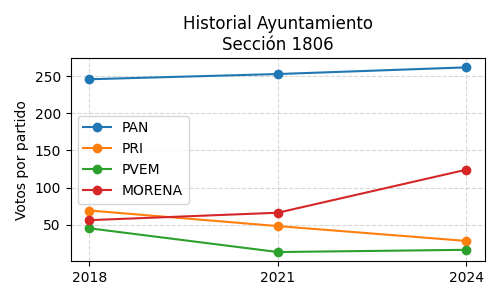 Historial Ayuntamiento
Sección 1806
Votos por partido
250
200
150
100
50
PAN
PRI
PVEM
MORENA
2018
2021
2024